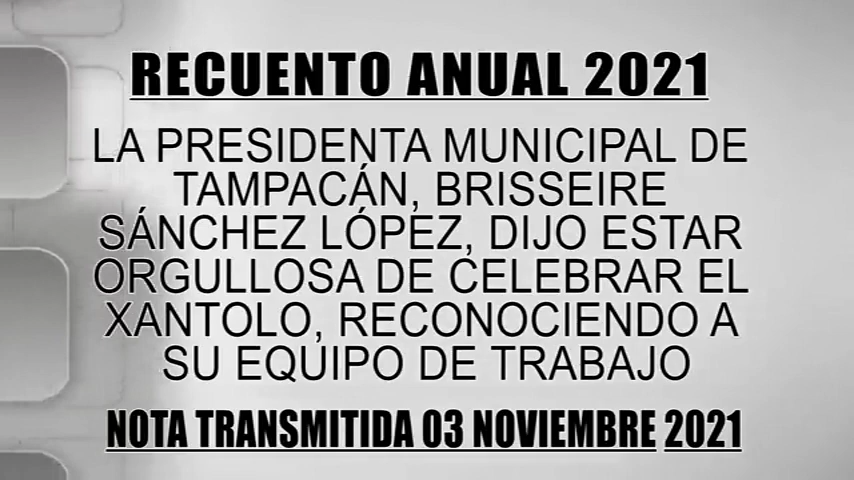 RECUENTO ANUAL 2021
LA PRESIDENTA MUNICIPAL DE
TAMPACÁN, BRISSEIRE
SÁNCHEZ LÓPEZ, DIJO ESTAR
ORGULLOSA DE CELEBRAR EL
XANTOLO, RECONOCIENDO A
SU EQUIPO DE TRABAJO
NOTA TRANSMITIDA 03 NOVIEMBRE 2021